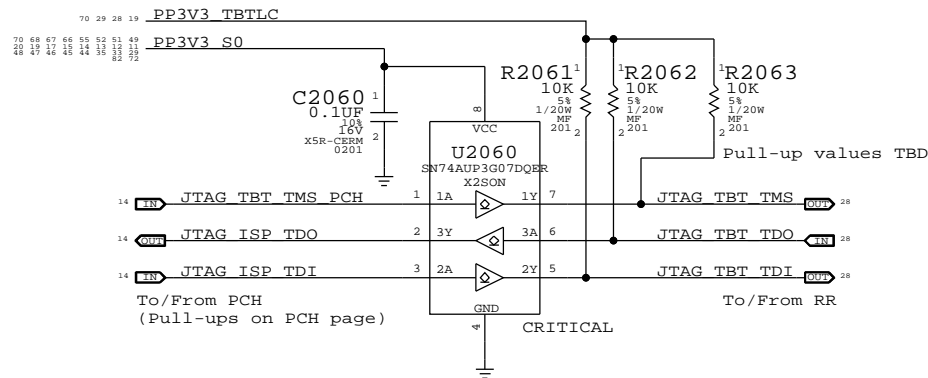 70 29 28 19 PP3V3_TBTLC
70 68 67 66 55 52 51 49
20 19 17 15 14 13 12 11
48 47 46 45 44 35 33 29
82 72
PP3V3_S0
R2061
10K
5%
1/20W
MF
201
1
2
R2062
10K
5%
1/20W
MF
201
1
2
R2063
10K
5%
1/20W
MF
201
1
2
C2060
0.1UF
10%
16V
X5R-CERM
0201
1
2
8
VCC
U2060
SN74AUP3G07DQER
X2SON
Pull-up values TBD
14 IN JTAG_TBT_TMS_PCH 1 1A 1Y 7 JTAG_TBT_TMS OUT 28
14 OUT JTAG_ISP_TDO 2 3Y 3A 6 JTAG_TBT_TDO IN 28
14 IN JTAG_ISP_TDI 3 2A 2Y 5 JTAG_TBT_TDI OUT 28
To/From PCH
(Pull-ups on PCH page)
To/From RR
GND
4
CRITICAL